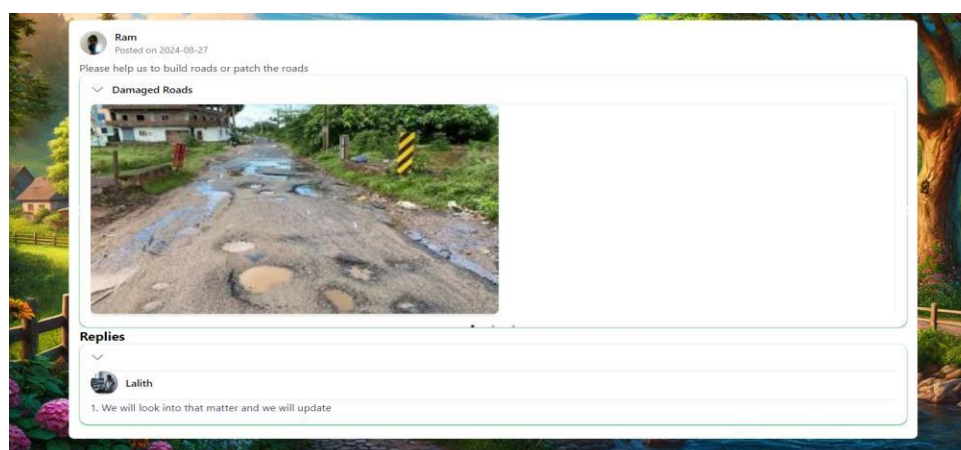 Ram
Posted on 2024-08-27
Please help us to build roads or patch the roads
Damaged Roads
Replies
Lalith
1. We will look into that matter and we will update